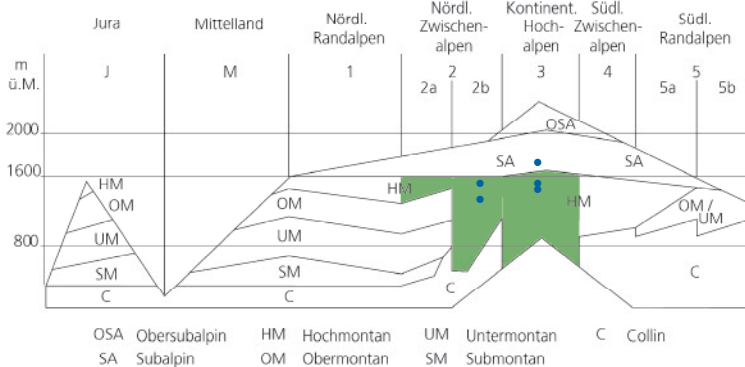 Jura Mittelland Nördl. Randalpen Nördl. Zwischen- alpen Kontinent. Hoch- alpen Südl. Zwischen- alpen Südl. Randalpen
m ü.M. J M 1 2 3 4 5
2a 2b 5a 5b
2000
OSA
SA SA
1600
HM HM HM
OM OM OM / UM
UM UM
800
SM SM C C
C C
OSA Obersubalpin HM Hochmontan UM Untermontan C Collin
SA Subalpin OM Obermontan SM Submontan